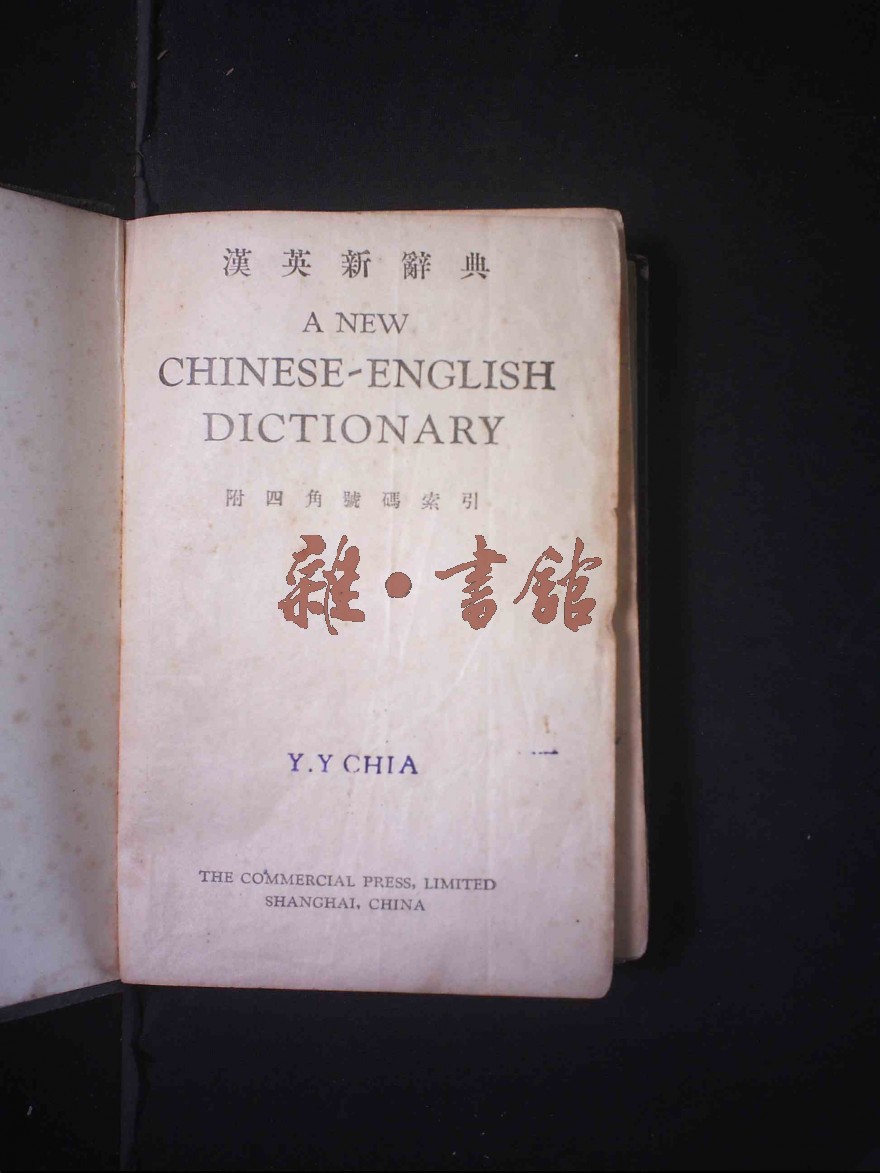 漢英新辭典
A NEW
CHINESE-ENGLISH
DICTIONARY
附四角號碼索引
雜·書館
Y.Y CHIA
THE COMMERCIAL PRESS, LIMITED
SHANGHAI, CHINA